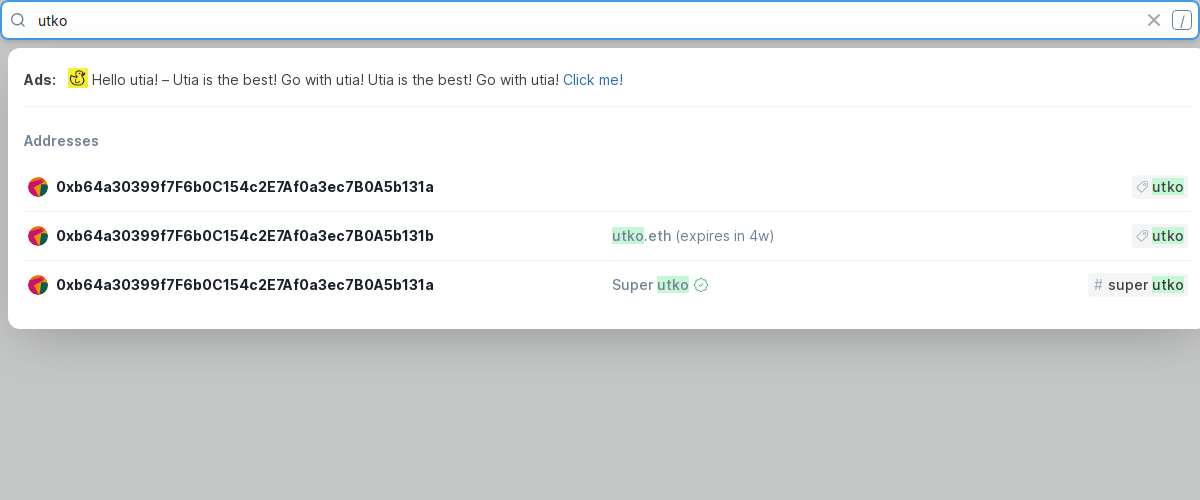 utko /
Ads: Hello utia! – Utia is the best! Go with utia! Utia is the best! Go with utia! Click me!
Addresses
0xb64a30399f7F6b0C154c2E7Af0a3ec7B0A5b131a utko
0xb64a30399f7F6b0C154c2E7Af0a3ec7B0A5b131b utko.eth (expires in 4w) utko
0xb64a30399f7F6b0C154c2E7Af0a3ec7B0A5b131a Super utko # super utko